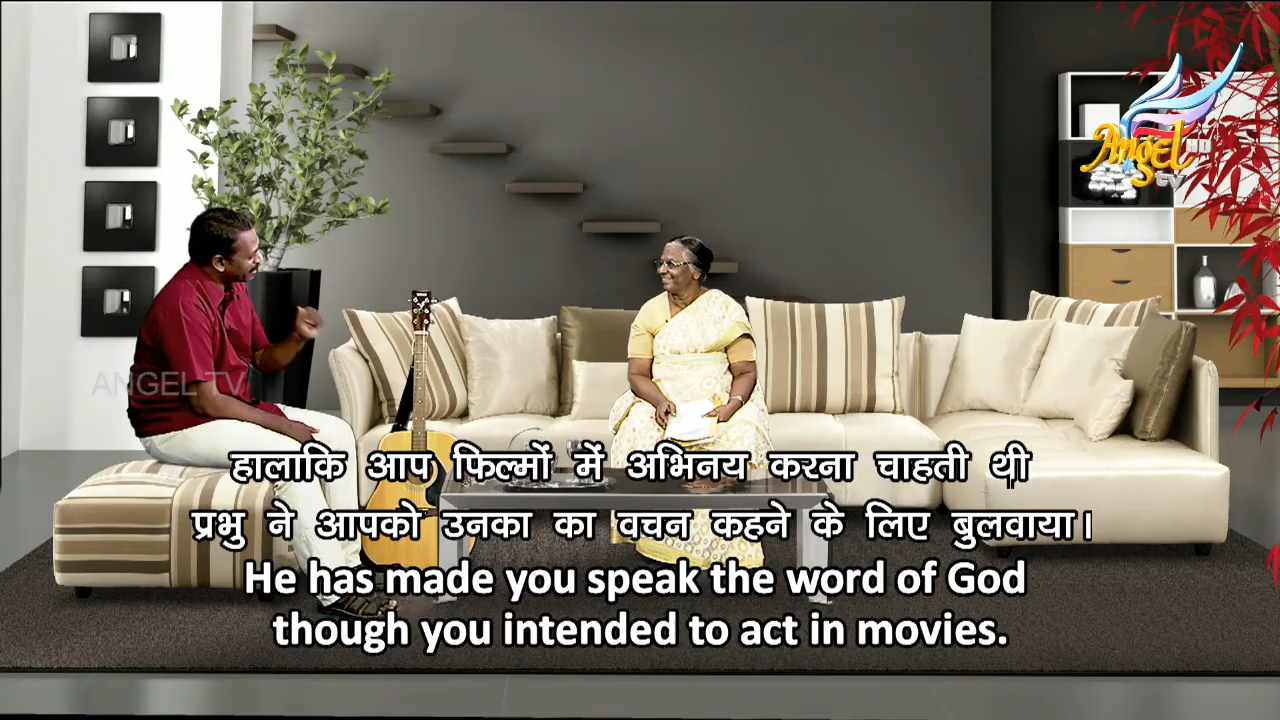 Angel HD
TV
ANGEL TV
हालाकि आप फिल्मों में अभिनय करना चाहती थी
प्रभु ने आपको उनका का वचन कहने के लिए बुलवाया।
He has made you speak the word of God
though you intended to act in movies.